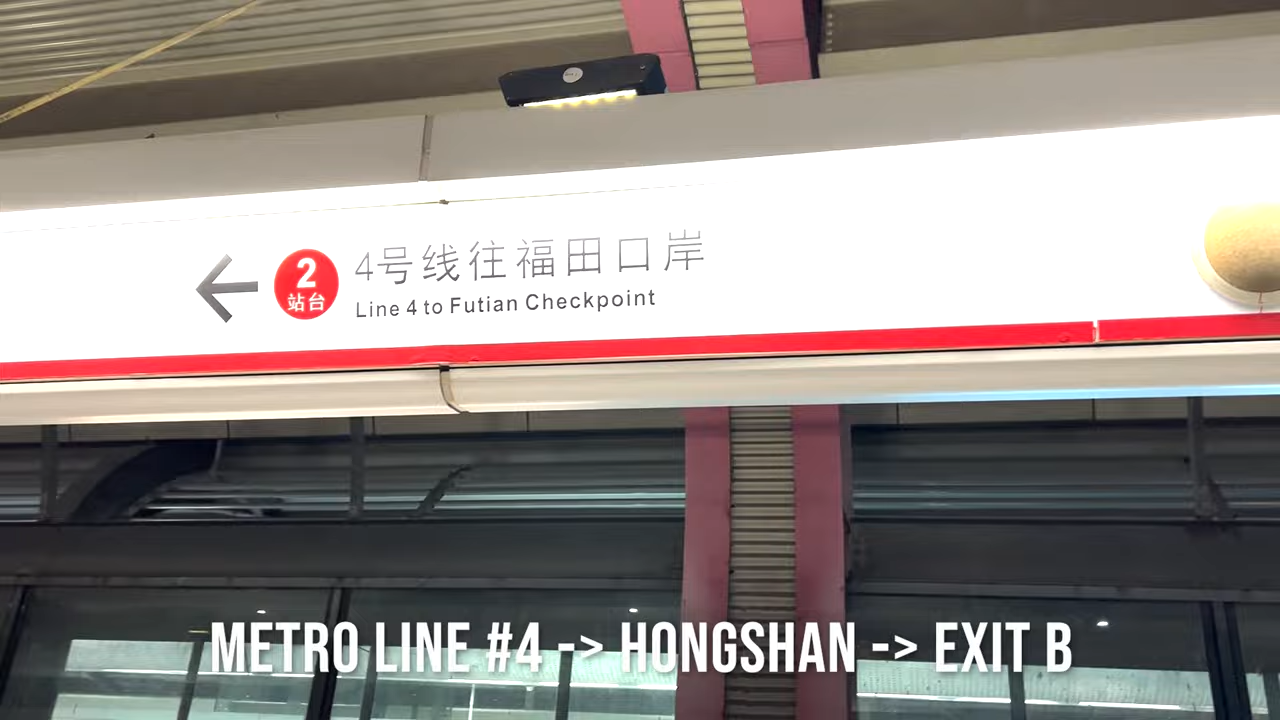 2
站台
4号线往福田口岸
Line 4 to Futian Checkpoint
METRO LINE #4 -> HONGSHAN -> EXIT B